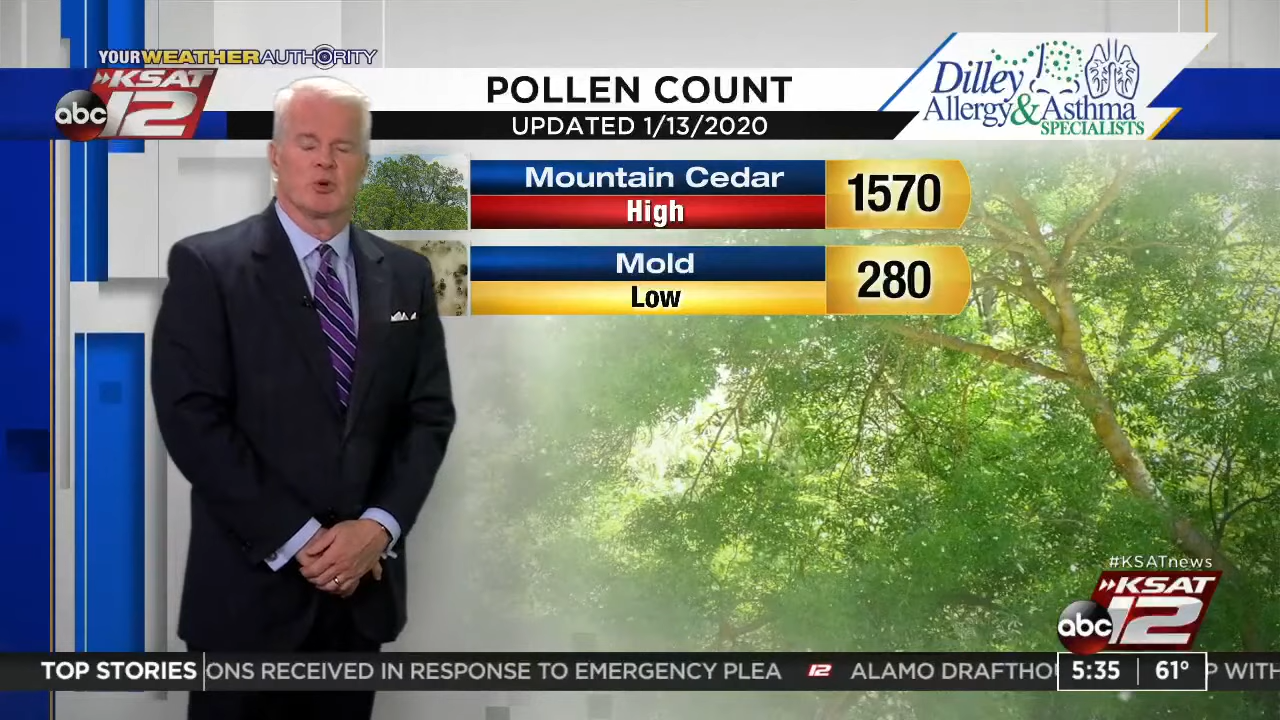 YOUR WEATHER AUTHORITY
KSAT
abc 12
POLLEN COUNT
UPDATED 1/13/2020
Dilley
Allergy & Asthma
SPECIALISTS
Mountain Cedar
High
1570
Mold
Low
280
#KSATnews
KSAT
abc 12
TOP STORIES
ONS RECEIVED IN RESPONSE TO EMERGENCY PLEA 12 ALAMO DRAFTHO
5:35 61°
P WITH